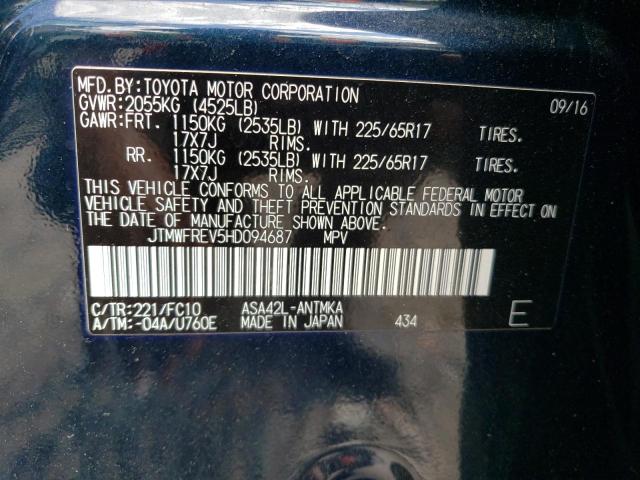 MFD.BY:TOYOTA MOTOR CORPORATION 09/16
GVWR:2055KG (4525LB)
GAWR:FRT. 1150KG (2535LB) WITH 225/65R17 TIRES.
17X7J RIMS.
RR. 1150KG (2535LB) WITH 225/65R17 TIRES.
17X7J RIMS.
THIS VEHICLE CONFORMS TO ALL APPLICABLE FEDERAL MOTOR
VEHICLE SAFETY AND THEFT PREVENTION STANDARDS IN EFFECT ON
THE DATE OF MANUFACTURE SHOWN ABOVE.
JTMWFREV5HD094687 MPV
C/TR:221/FC10 ASA42L-ANTMKA
A/TM:-04A/U760E MADE IN JAPAN 434 E